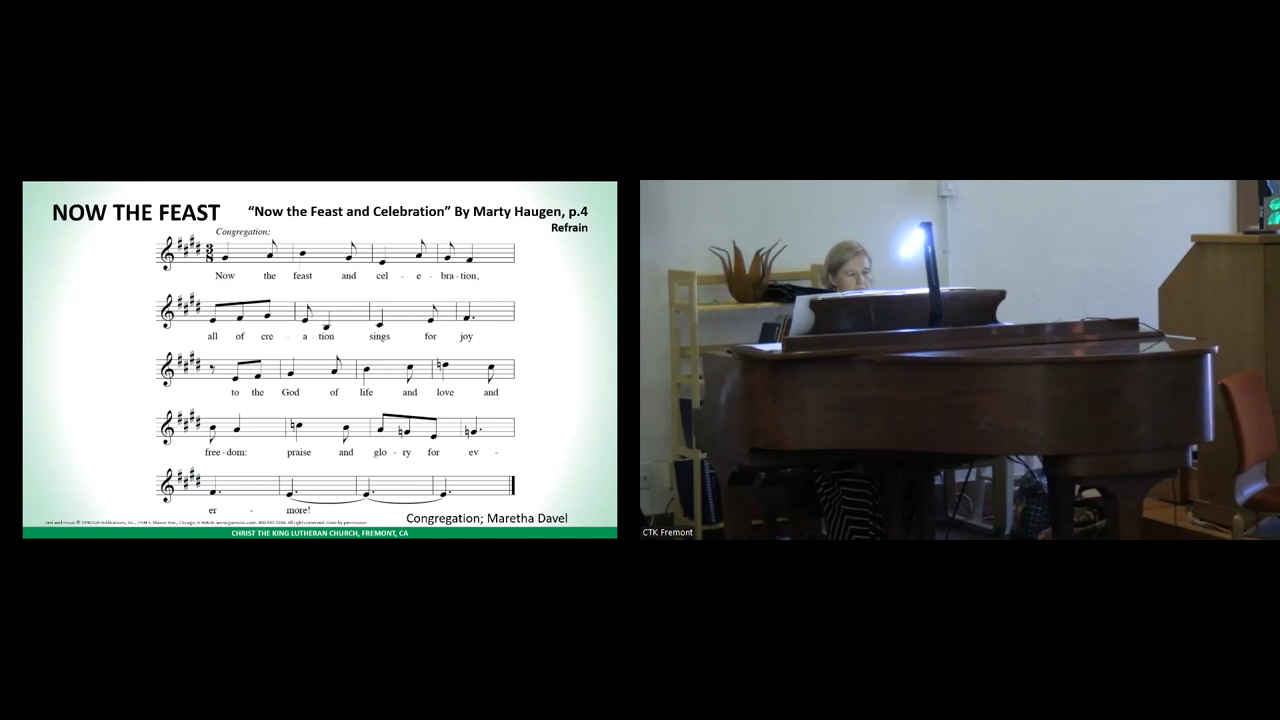 NOW THE FEAST
“Now the Feast and Celebration” By Marty Haugen, p.4
Refrain
Congregation:
Now the feast and cel - e - bra - tion,
all of cre - a - tion sings for joy
to the God of life and love and
free - dom: praise and glo - ry for ev -
er - more!
Congregation; Maretha Davel
CHRIST THE KING LUTHERAN CHURCH, FREMONT, CA
CTK Fremont